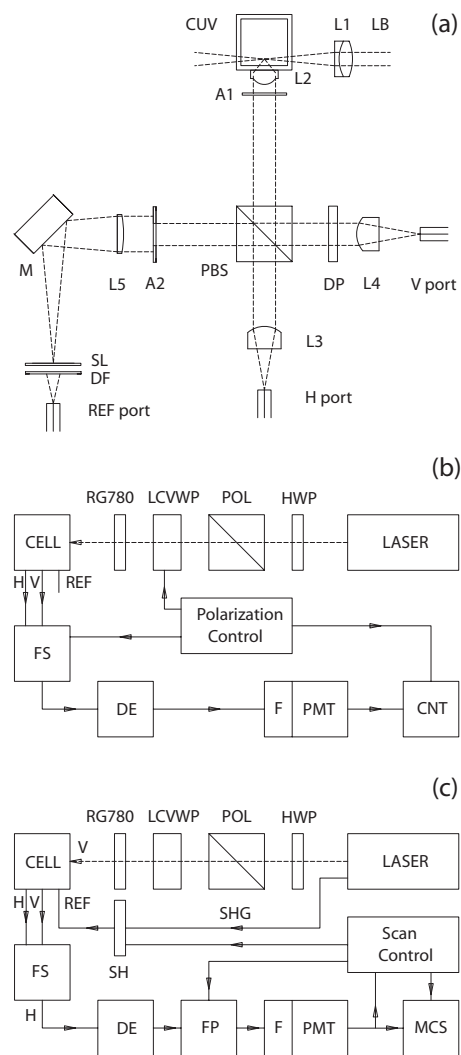 (a)
CUV L1 LB
L2
A1
M L5 A2 PBS DP L4 V port
L3
SL
DF
REF port
H port
(b)
RG780 LCVWP POL HWP
CELL LASER
H V REF
Polarization
Control
FS
DE F PMT CNT
(c)
RG780 LCVWP POL HWP
V
CELL LASER
H V REF
SHG
SH
Scan
Control
FS
H
DE FP F PMT MCS